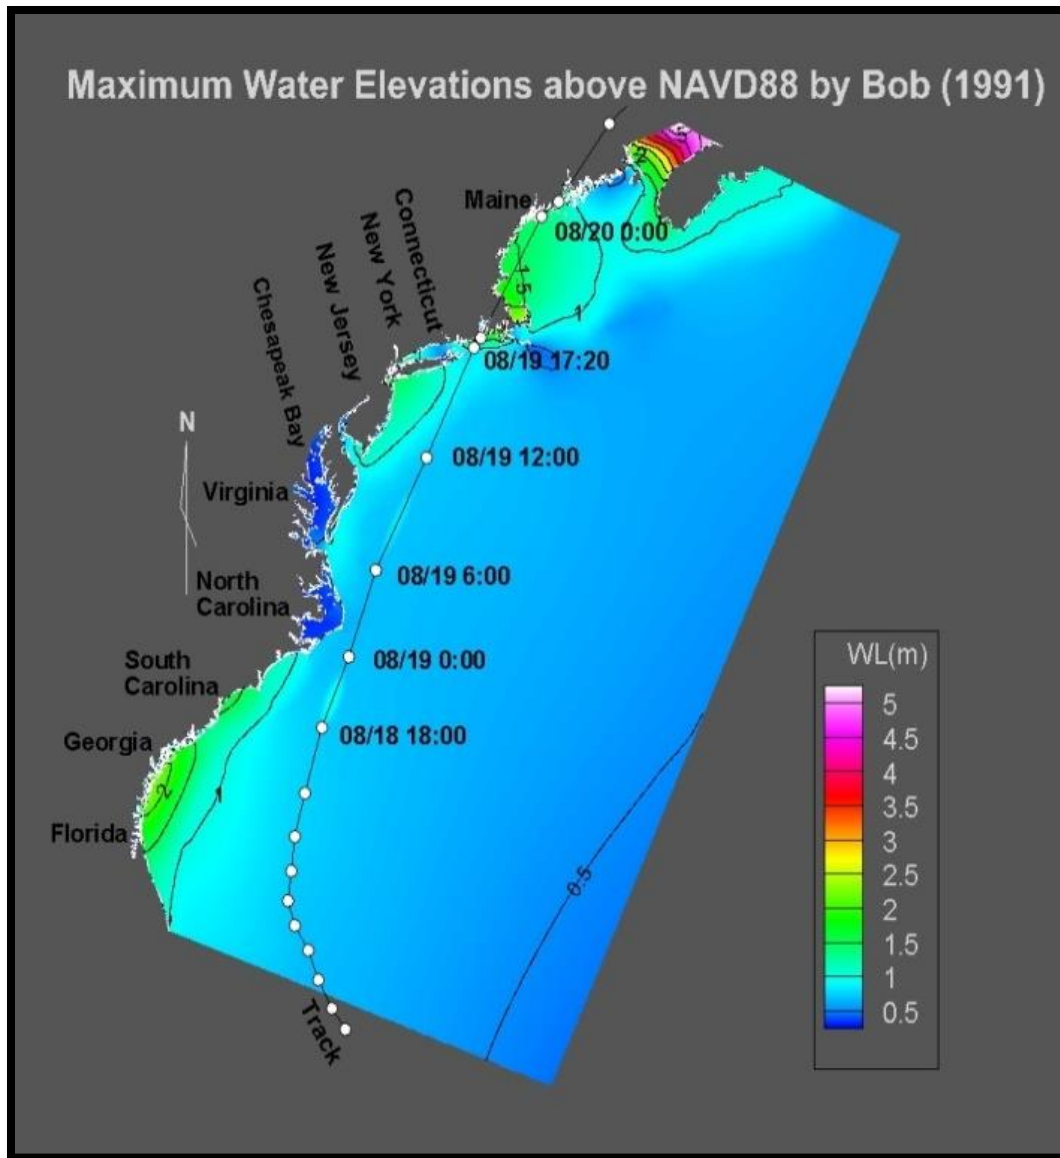 Maximum Water Elevations above NAVD88 by Bob (1991)
5
2
Maine
08/20 0:00
Connecticut
New York
New Jersey
Chesapeak Bay
1.5
1
08/19 17:20
N
08/19 12:00
Virginia
08/19 6:00
North
Carolina
08/19 0:00
South
Carolina
08/18 18:00
Georgia
2
1
Florida
0.5
Track
WL(m)
5
4.5
4
3.5
3
2.5
2
1.5
1
0.5